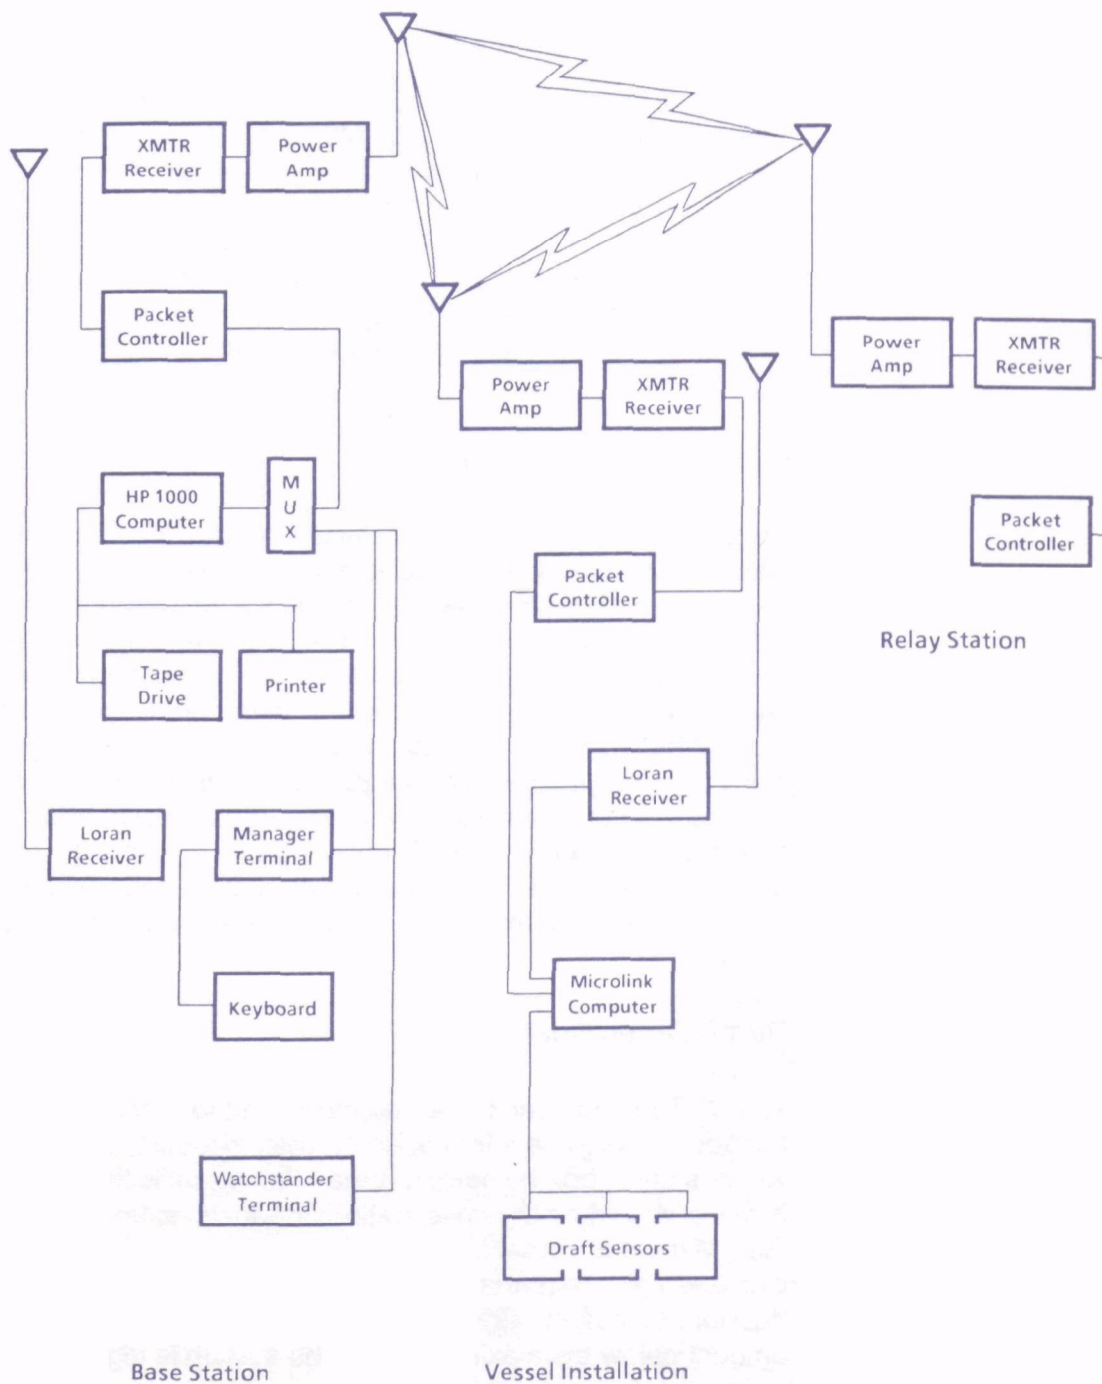 XMTR
Receiver
Power
Amp
Packet
Controller
HP 1000
Computer
M
U
X
Tape
Drive
Printer
Loran
Receiver
Manager
Terminal
Keyboard
Watchstander
Terminal
Base Station
Power
Amp
XMTR
Receiver
Packet
Controller
Loran
Receiver
Microlink
Computer
Draft Sensors
Vessel Installation
Power
Amp
XMTR
Receiver
Packet
Controller
Relay Station